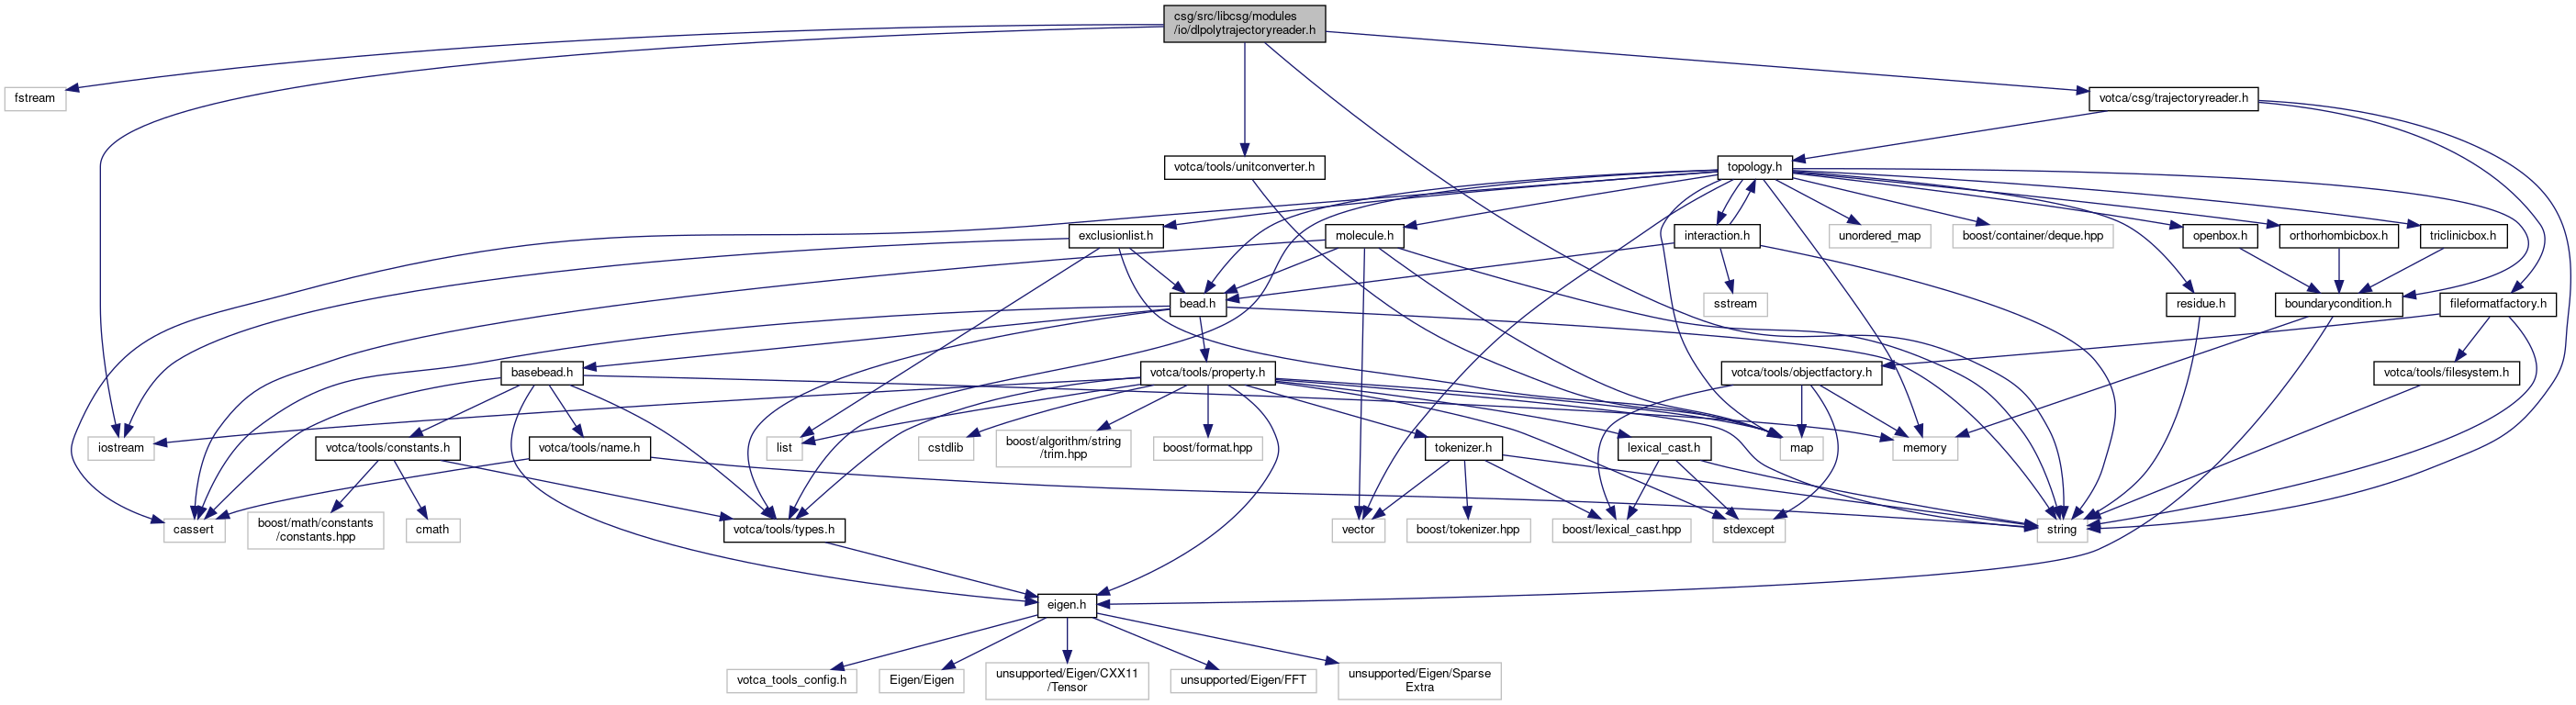 csg/src/libcsg/modules
/io/dlpolytrajectoryreader.h
fstream
votca/csg/trajectoryreader.h
votca/tools/unitconverter.h
topology.h
exclusionlist.h
molecule.h
interaction.h
unordered_map
boost/container/deque.hpp
openbox.h
orthorhombicbox.h
triclinicbox.h
bead.h
sstream
residue.h
boundarycondition.h
fileformatfactory.h
basebead.h
votca/tools/property.h
votca/tools/objectfactory.h
votca/tools/filesystem.h
iostream
votca/tools/constants.h
votca/tools/name.h
list
cstdlib
boost/algorithm/string
/trim.hpp
boost/format.hpp
tokenizer.h
lexical_cast.h
map
memory
cassert
boost/math/constants
/constants.hpp
cmath
votca/tools/types.h
vector
boost/tokenizer.hpp
boost/lexical_cast.hpp
stdexcept
string
eigen.h
votca_tools_config.h
Eigen/Eigen
unsupported/Eigen/CXX11
/Tensor
unsupported/Eigen/FFT
unsupported/Eigen/Sparse
Extra